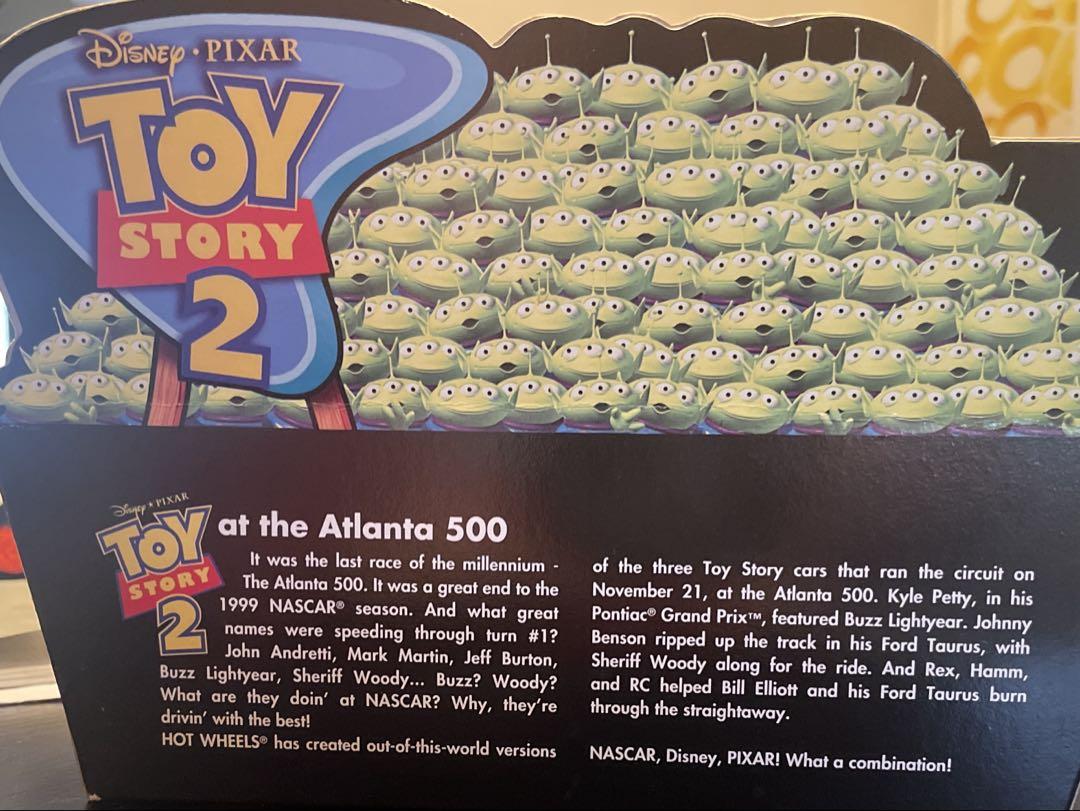 Disney · PIXAR
TOY
STORY
2
Disney · PIXAR
TOY
STORY
2
at the Atlanta 500
It was the last race of the millennium -
The Atlanta 500. It was a great end to the
1999 NASCAR® season. And what great
names were speeding through turn #1?
John Andretti, Mark Martin, Jeff Burton,
Buzz Lightyear, Sheriff Woody... Buzz? Woody?
What are they doin' at NASCAR? Why, they're
drivin' with the best!
HOT WHEELS® has created out-of-this-world versions
of the three Toy Story cars that ran the circuit on
November 21, at the Atlanta 500. Kyle Petty, in his
Pontiac® Grand Prix™, featured Buzz Lightyear. Johnny
Benson ripped up the track in his Ford Taurus, with
Sheriff Woody along for the ride. And Rex, Hamm,
and RC helped Bill Elliott and his Ford Taurus burn
through the straightaway.
NASCAR, Disney, PIXAR! What a combination!